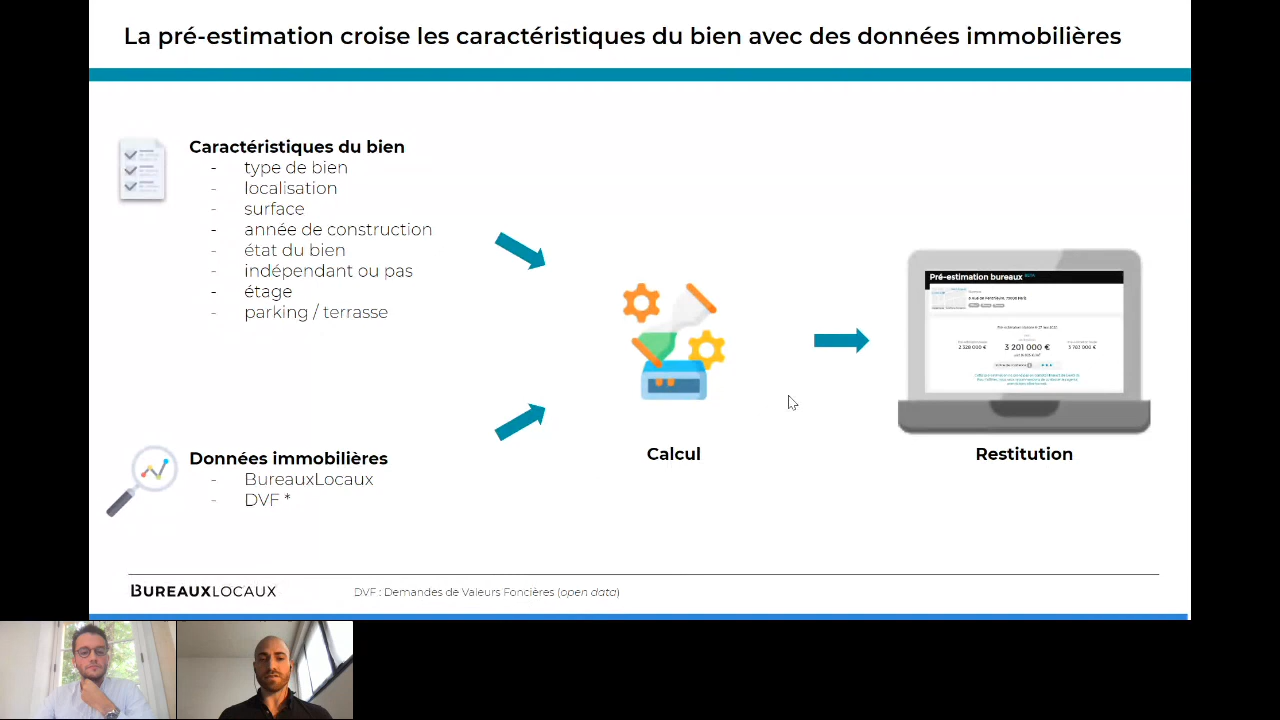 La pré-estimation croise les caractéristiques du bien avec des données immobilières
Caractéristiques du bien
- type de bien
- localisation
- surface
- année de construction
- état du bien
- indépendant ou pas
- étage
- parking / terrasse
Données immobilières
- BureauxLocaux
- DVF *
Calcul
Pré-estimation bureaux
3 201 000 €
Restitution
BUREAUXLOCAUX
DVF : Demandes de Valeurs Foncières (open data)